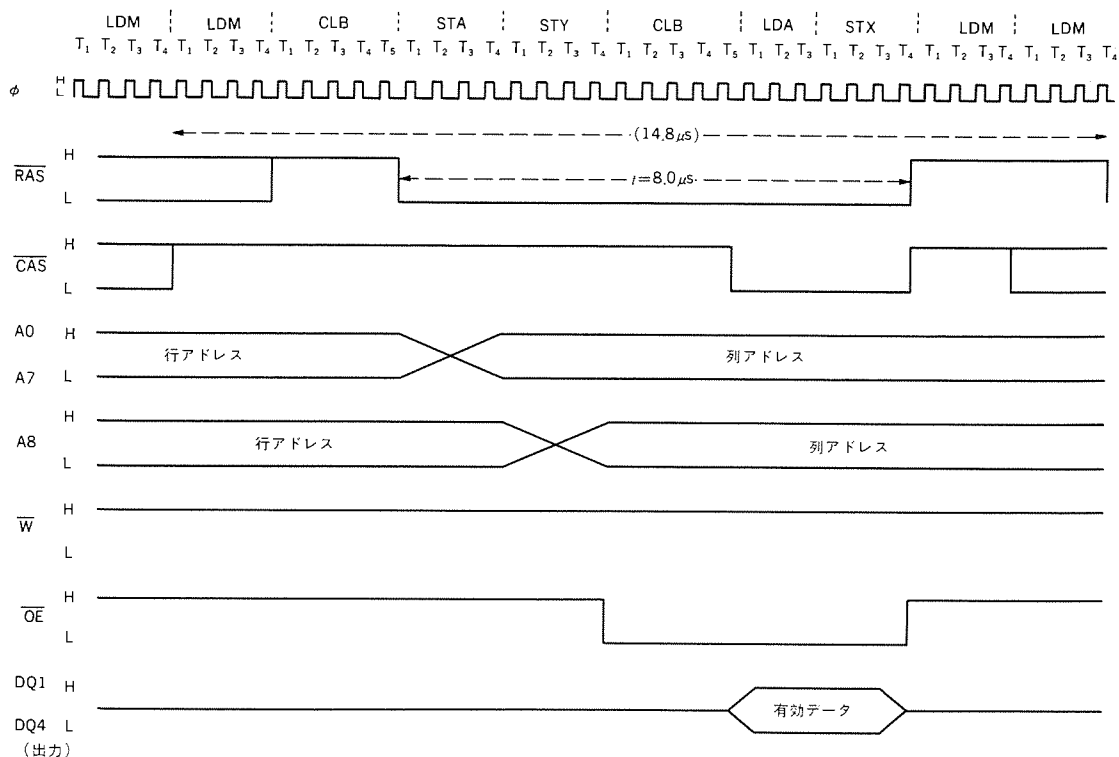 LDM LDM CLB STA STY CLB LDA STX LDM LDM
T₁ T₂ T₃ T₄ T₁ T₂ T₃ T₄ T₁ T₂ T₃ T₄ T₅ T₁ T₂ T₃ T₄ T₁ T₂ T₃ T₄ T₁ T₂ T₃ T₄ T₅ T₁ T₂ T₃ T₁ T₂ T₃ T₄ T₁ T₂ T₃ T₄ T₁ T₂ T₃ T₄
φ H
L
(14.8μs)
H
R̅A̅S̅
t=8.0μs
L
H
C̅A̅S̅
L
A0 H
行アドレス 列アドレス
A7 L
H
A8 行アドレス 列アドレス
L
H
W̅
L
H
O̅E̅
L
DQ1 H
有効データ
DQ4 L
(出力)